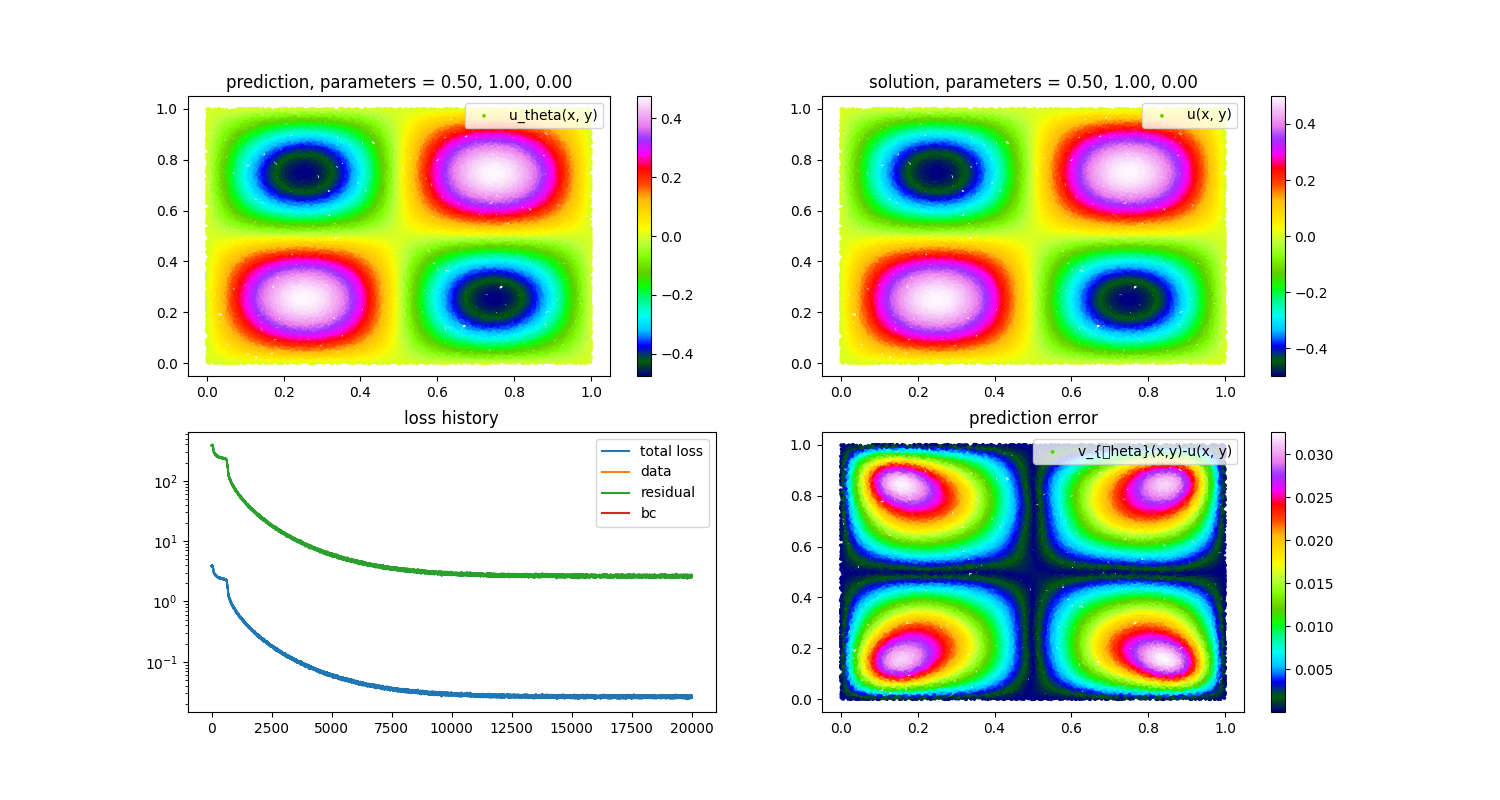 prediction, parameters = 0.50, 1.00, 0.00
u_theta(x, y)
1.0
0.8
0.6
0.4
0.2
0.0
0.0 0.2 0.4 0.6 0.8 1.0
0.4
0.2
0.0
−0.2
−0.4
solution, parameters = 0.50, 1.00, 0.00
u(x, y)
1.0
0.8
0.6
0.4
0.2
0.0
0.0 0.2 0.4 0.6 0.8 1.0
0.4
0.2
0.0
−0.2
−0.4
loss history
total loss
data
residual
bc
10²
10¹
10⁰
10⁻¹
0 2500 5000 7500 10000 12500 15000 17500 20000
prediction error
v_{▯heta}(x,y)-u(x, y)
1.0
0.8
0.6
0.4
0.2
0.0
0.0 0.2 0.4 0.6 0.8 1.0
0.030
0.025
0.020
0.015
0.010
0.005